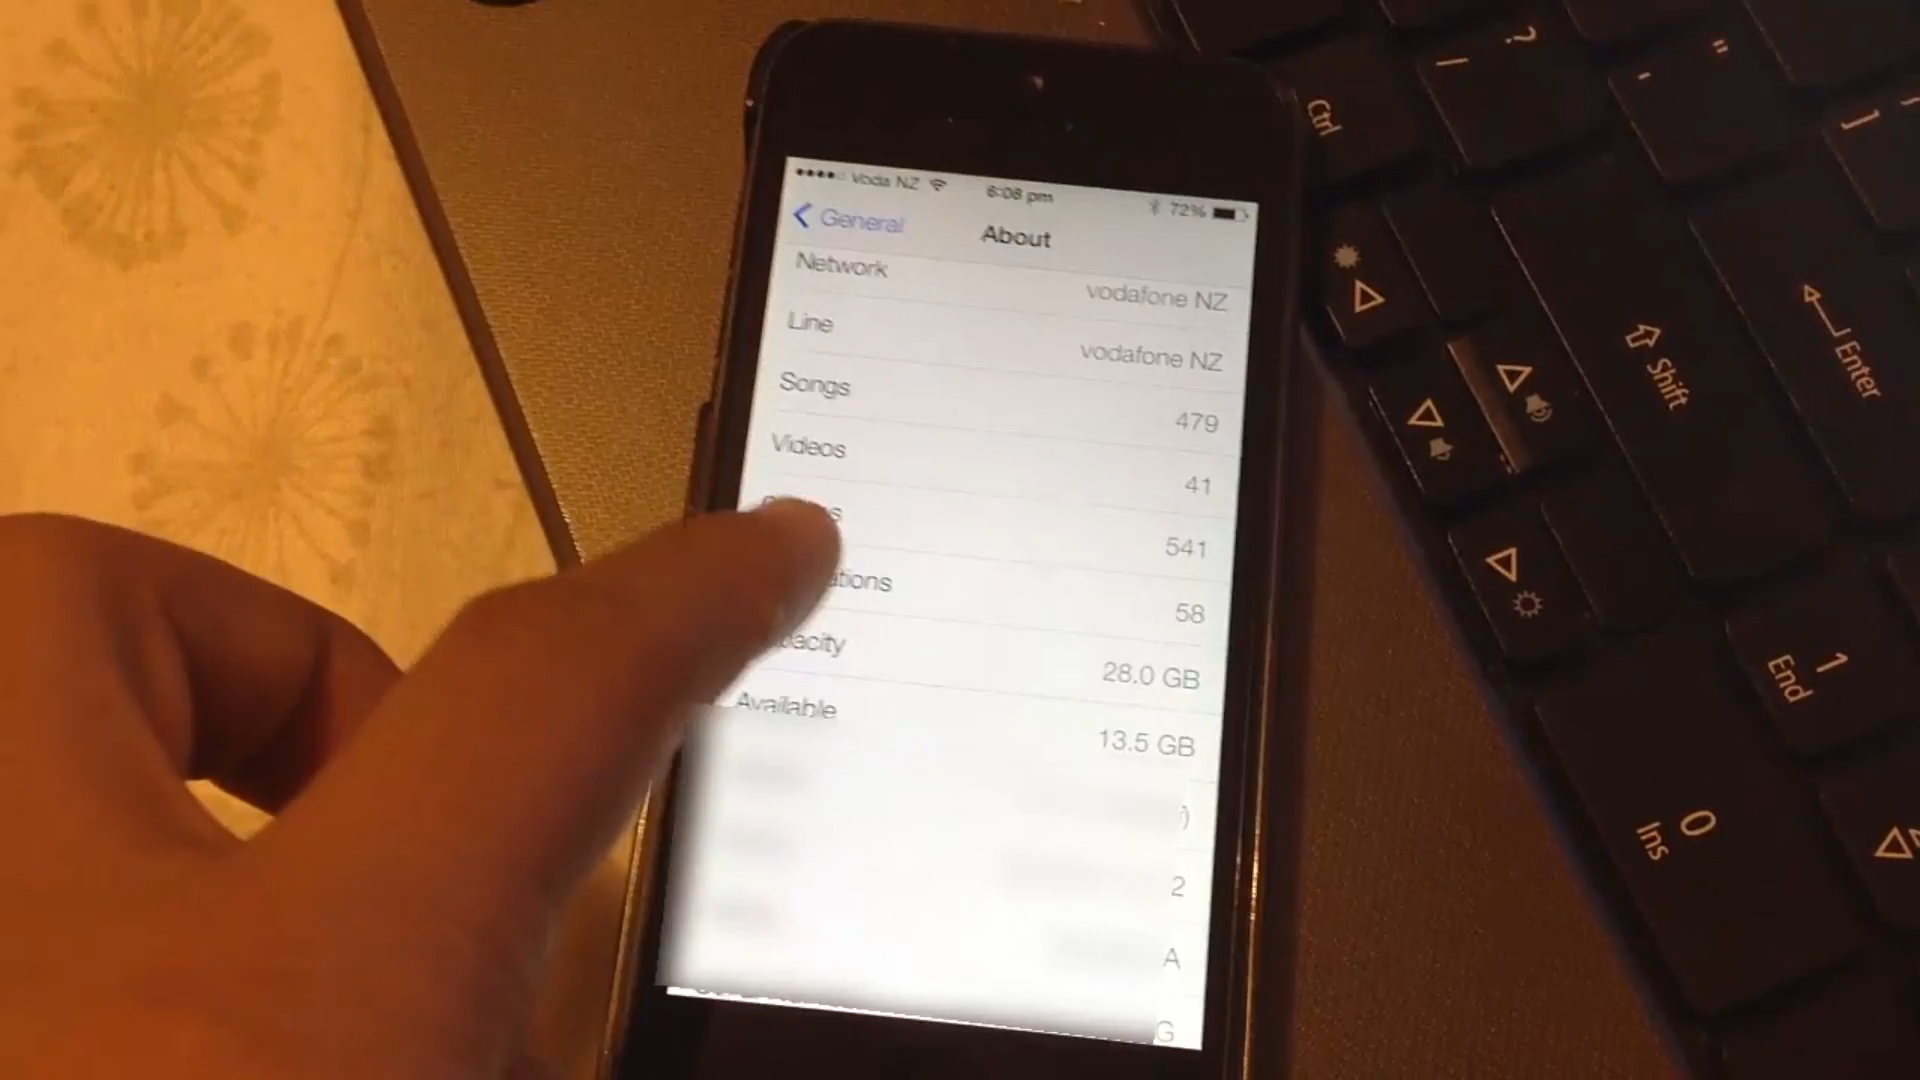 Voda NZ 6:08 pm 72%
General About
Network vodafone NZ
Line vodafone NZ
Songs 479
Videos 41
541
58
28.0 GB
Available 13.5 GB
)
2
A
G
Ctrl
/ ?
' "
]
Shift
Enter
1
End
0
Ins